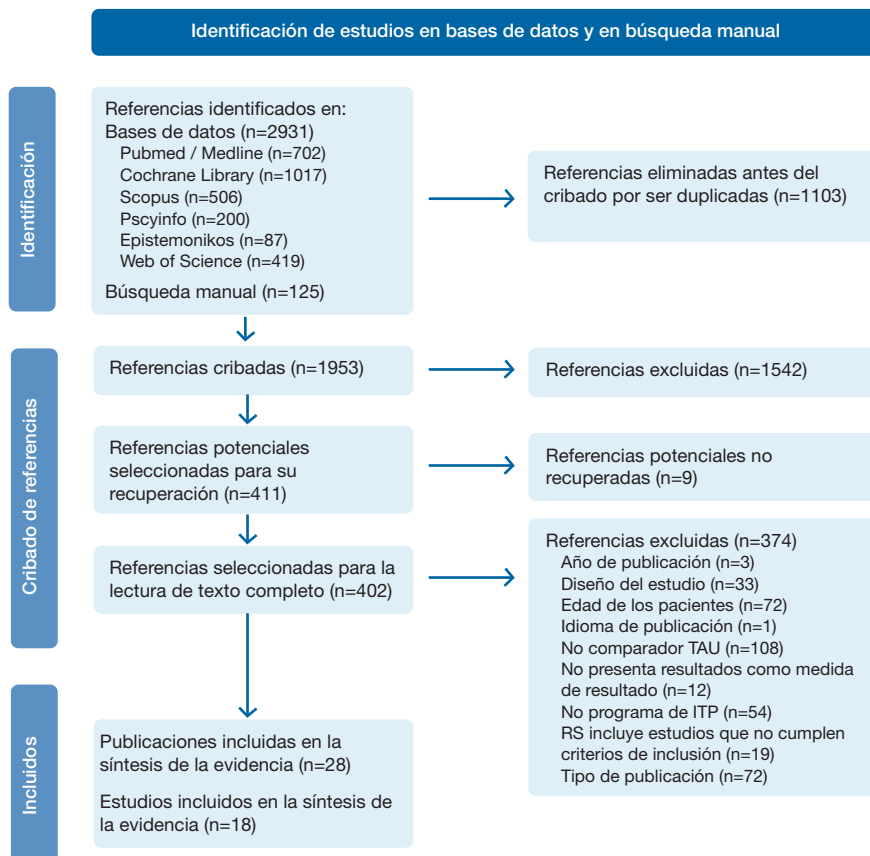 Identificación de estudios en bases de datos y en búsqueda manual
Identificación
Referencias identificados en:
Bases de datos (n=2931)
Pubmed / Medline (n=702)
Cochrane Library (n=1017)
Scopus (n=506)
Pscyinfo (n=200)
Epistemonikos (n=87)
Web of Science (n=419)
Búsqueda manual (n=125)
Referencias eliminadas antes del
cribado por ser duplicadas (n=1103)
Cribado de referencias
Referencias cribadas (n=1953)
Referencias excluidas (n=1542)
Referencias potenciales
seleccionadas para su
recuperación (n=411)
Referencias potenciales no
recuperadas (n=9)
Referencias seleccionadas para la
lectura de texto completo (n=402)
Referencias excluidas (n=374)
Año de publicación (n=3)
Diseño del estudio (n=33)
Edad de los pacientes (n=72)
Idioma de publicación (n=1)
No comparador TAU (n=108)
No presenta resultados como medida
de resultado (n=12)
No programa de ITP (n=54)
RS incluye estudios que no cumplen
criterios de inclusión (n=19)
Tipo de publicación (n=72)
Incluidos
Publicaciones incluidas en la
síntesis de la evidencia (n=28)
Estudios incluidos en la síntesis de
la evidencia (n=18)